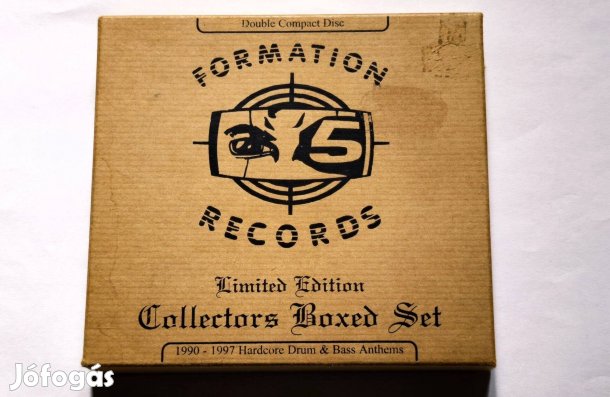 Double Compact Disc
FORMATION
5
RECORDS
Limited Edition
Collectors Boxed Set
1990 - 1997 Hardcore Drum & Bass Anthems
Jófogás